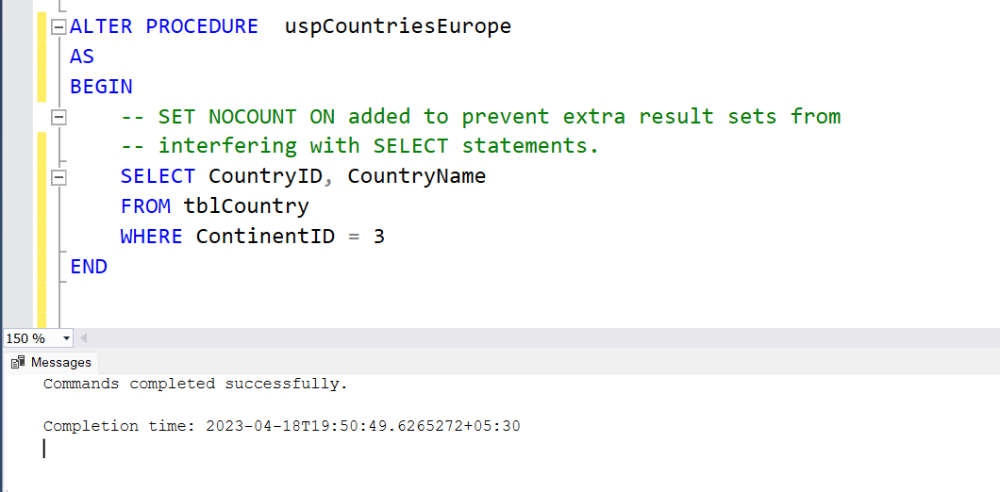 ALTER PROCEDURE  uspCountriesEurope
AS
BEGIN
-- SET NOCOUNT ON added to prevent extra result sets from
-- interfering with SELECT statements.
SELECT CountryID, CountryName
FROM tblCountry
WHERE ContinentID = 3
END
150 %
Messages
Commands completed successfully.
Completion time: 2023-04-18T19:50:49.6265272+05:30